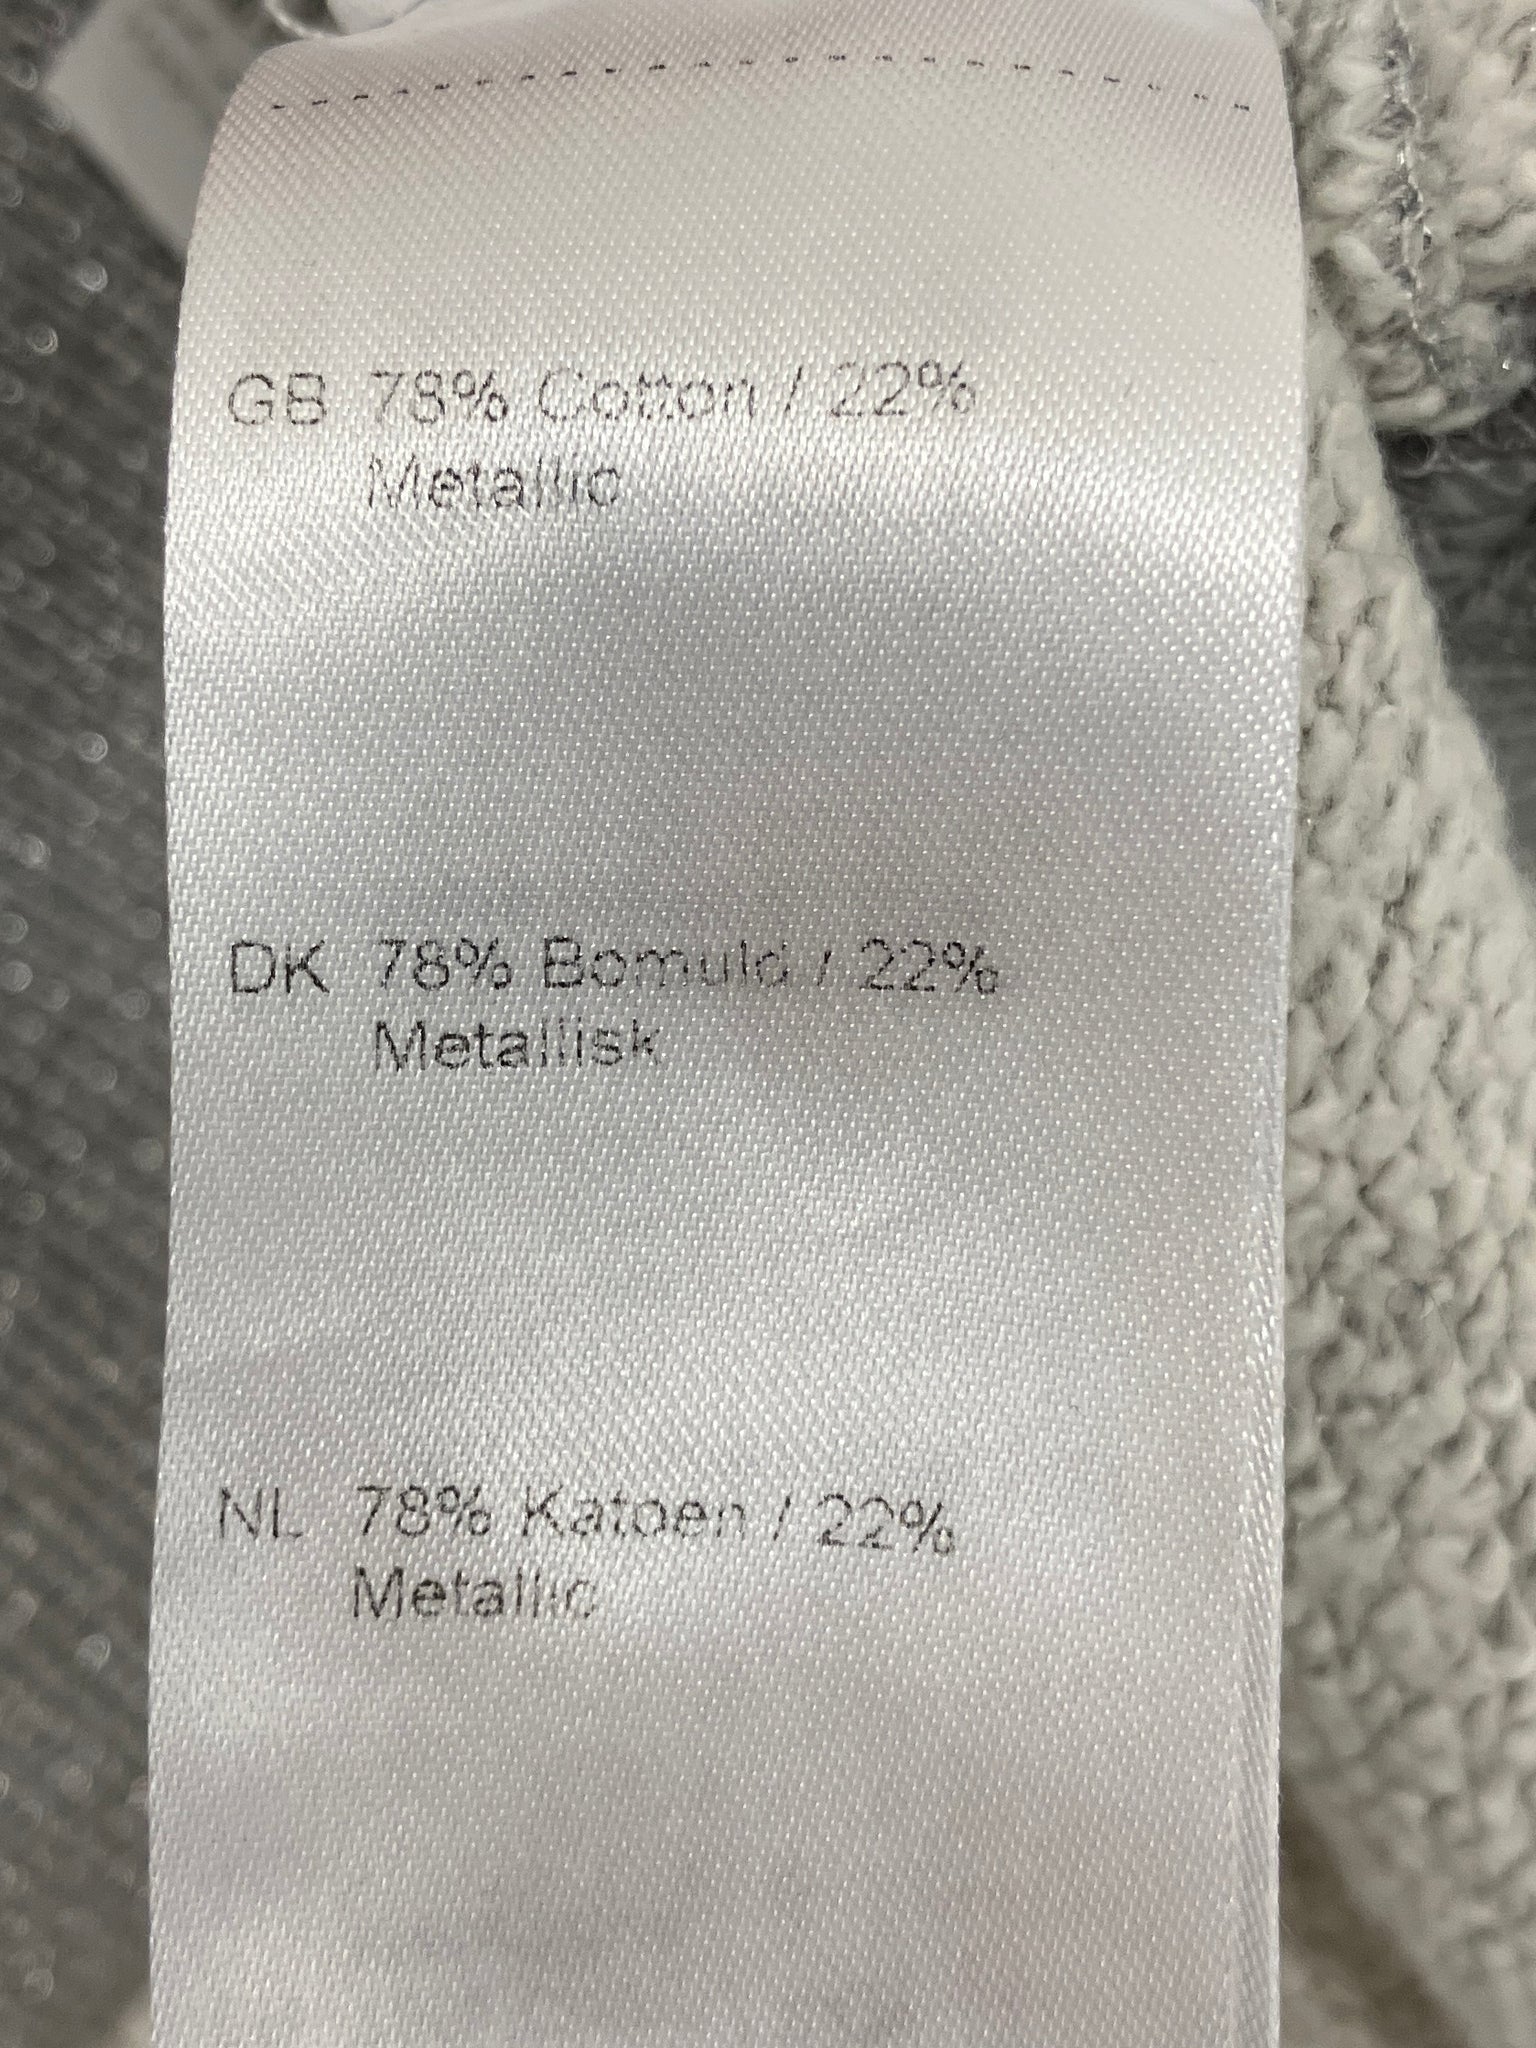 GB 78% Cotton / 22%
Metallic
DK 78% Bomuld / 22%
Metallisk
NL 78% Katoen / 22%
Metallic